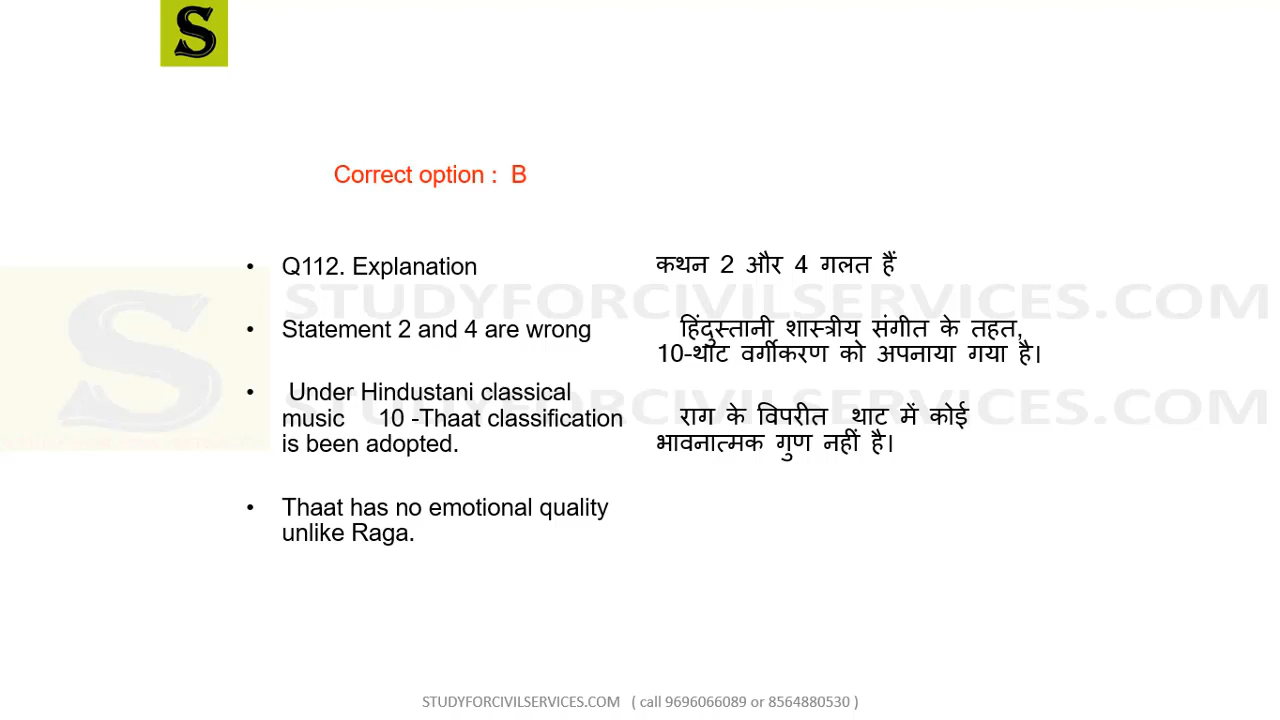 S
Correct option :  B
• Q112. Explanation
• Statement 2 and 4 are wrong
• Under Hindustani classical
music 10 -Thaat classification
is been adopted.
• Thaat has no emotional quality
unlike Raga.
कथन 2 और 4 गलत हैं
हिंदुस्तानी शास्त्रीय संगीत के तहत,
10-थाट वर्गीकरण को अपनाया गया है।
राग के विपरीत थाट में कोई
भावनात्मक गुण नहीं है।
S
STUDYFORCIVILSERVICES.COM
STUDYFORCIVILSERVICES.COM
STUDYFORCIVILSERVICES.COM ( call 9696066089 or 8564880530 )